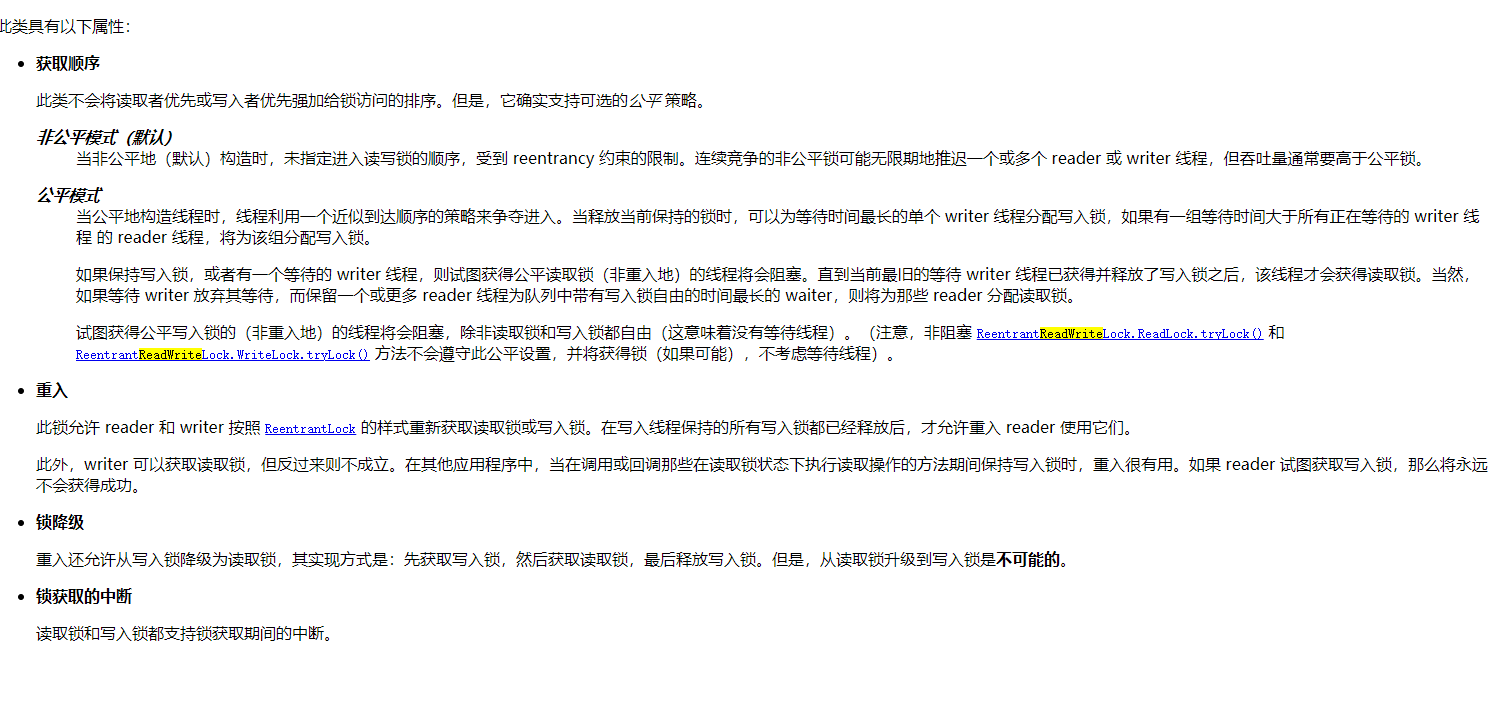 此类具有以下属性：
获取顺序
此类不会将读取者优先或写入者优先强加给锁访问的排序。但是，它确实支持可选的公平 策略。
非公平模式（默认）
当非公平地（默认）构造时，未指定进入读写锁的顺序，受到 reentrancy 约束的限制。连续竞争的非公平锁可能无限期地推迟一个或多个 reader 或 writer 线程，但吞吐量通常要高于公平锁。
公平模式
当公平地构造线程时，线程利用一个近似到达顺序的策略来争夺进入。当释放当前保持的锁时，可以为等待时间最长的单个 writer 线程分配写入锁，如果有一组等待时间大于所有正在等待的 writer 线
程 的 reader 线程，将为该组分配写入锁。
如果保持写入锁，或者有一个等待的 writer 线程，则试图获得公平读取锁（非重入地）的线程将会阻塞。直到当前最旧的等待 writer 线程已获得并释放了写入锁之后，该线程才会获得读取锁。当然，
如果等待 writer 放弃其等待，而保留一个或更多 reader 线程为队列中带有写入锁自由的时间最长的 waiter，则将为那些 reader 分配读取锁。
试图获得公平写入锁的（非重入地）的线程将会阻塞，除非读取锁和写入锁都自由（这意味着没有等待线程）。（注意，非阻塞 ReentrantReadWriteLock.ReadLock.tryLock() 和
ReentrantReadWriteLock.WriteLock.tryLock() 方法不会遵守此公平设置，并将获得锁（如果可能），不考虑等待线程）。
重入
此锁允许 reader 和 writer 按照 ReentrantLock 的样式重新获取读取锁或写入锁。在写入线程保持的所有写入锁都已经释放后，才允许重入 reader 使用它们。
此外，writer 可以获取读取锁，但反过来则不成立。在其他应用程序中，当在调用或回调那些在读取锁状态下执行读取操作的方法期间保持写入锁时，重入很有用。如果 reader 试图获取写入锁，那么将永远
不会获得成功。
锁降级
重入还允许从写入锁降级为读取锁，其实现方式是：先获取写入锁，然后获取读取锁，最后释放写入锁。但是，从读取锁升级到写入锁是不可能的。
锁获取的中断
读取锁和写入锁都支持锁获取期间的中断。